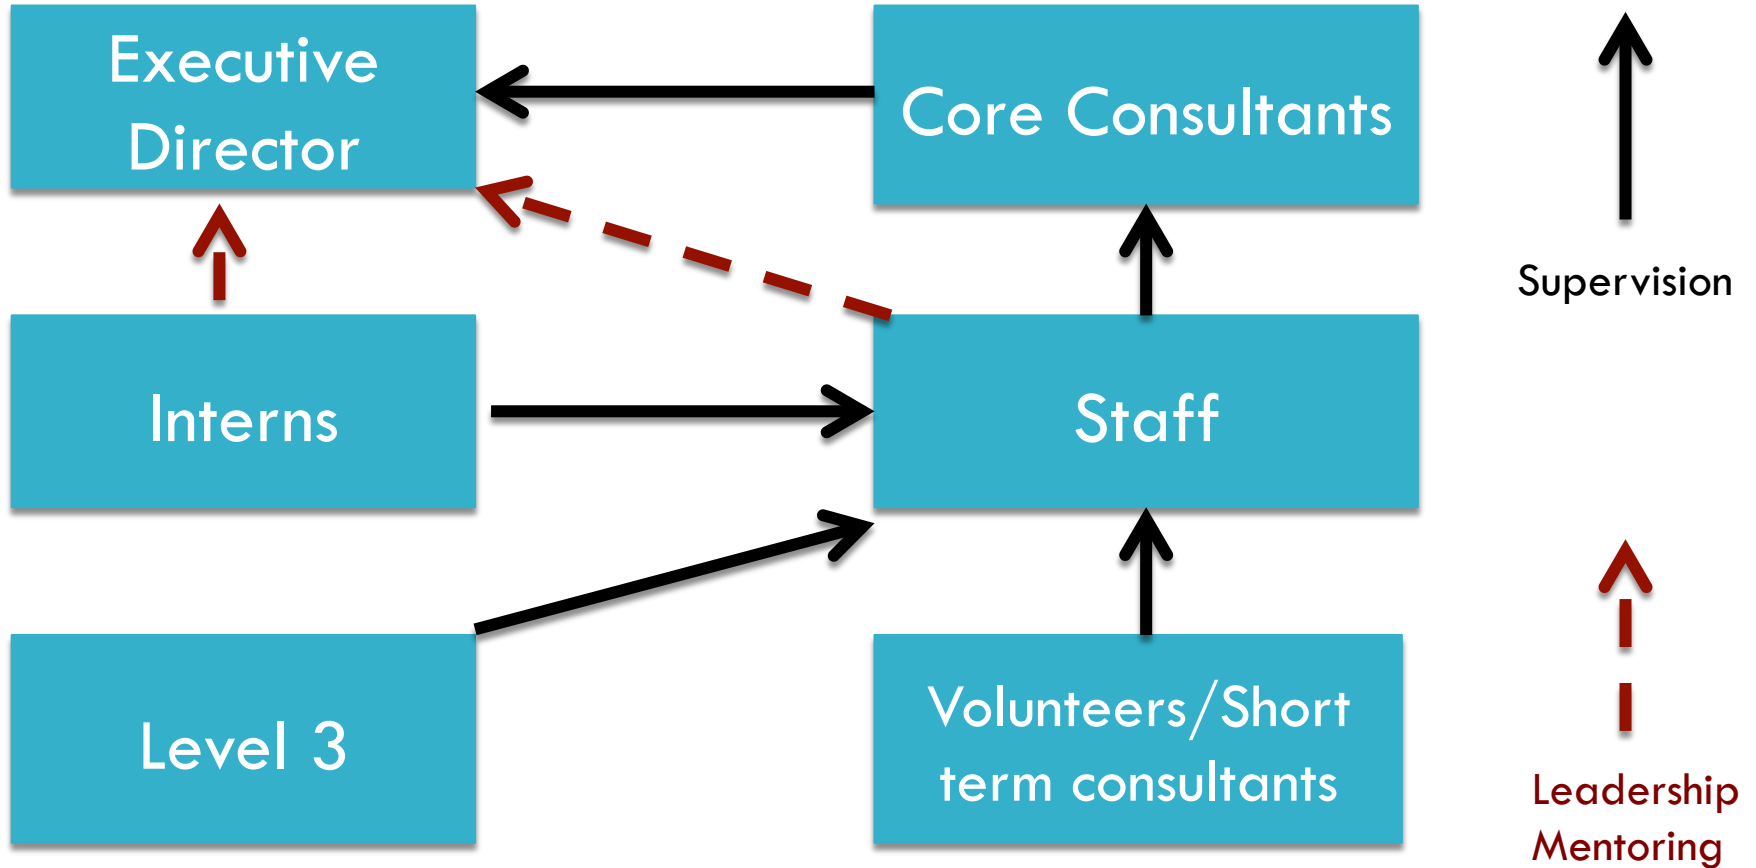 Executive
Director
Core Consultants
Supervision
Interns
Staff
Level 3
Volunteers/Short
term consultants
Leadership
Mentoring